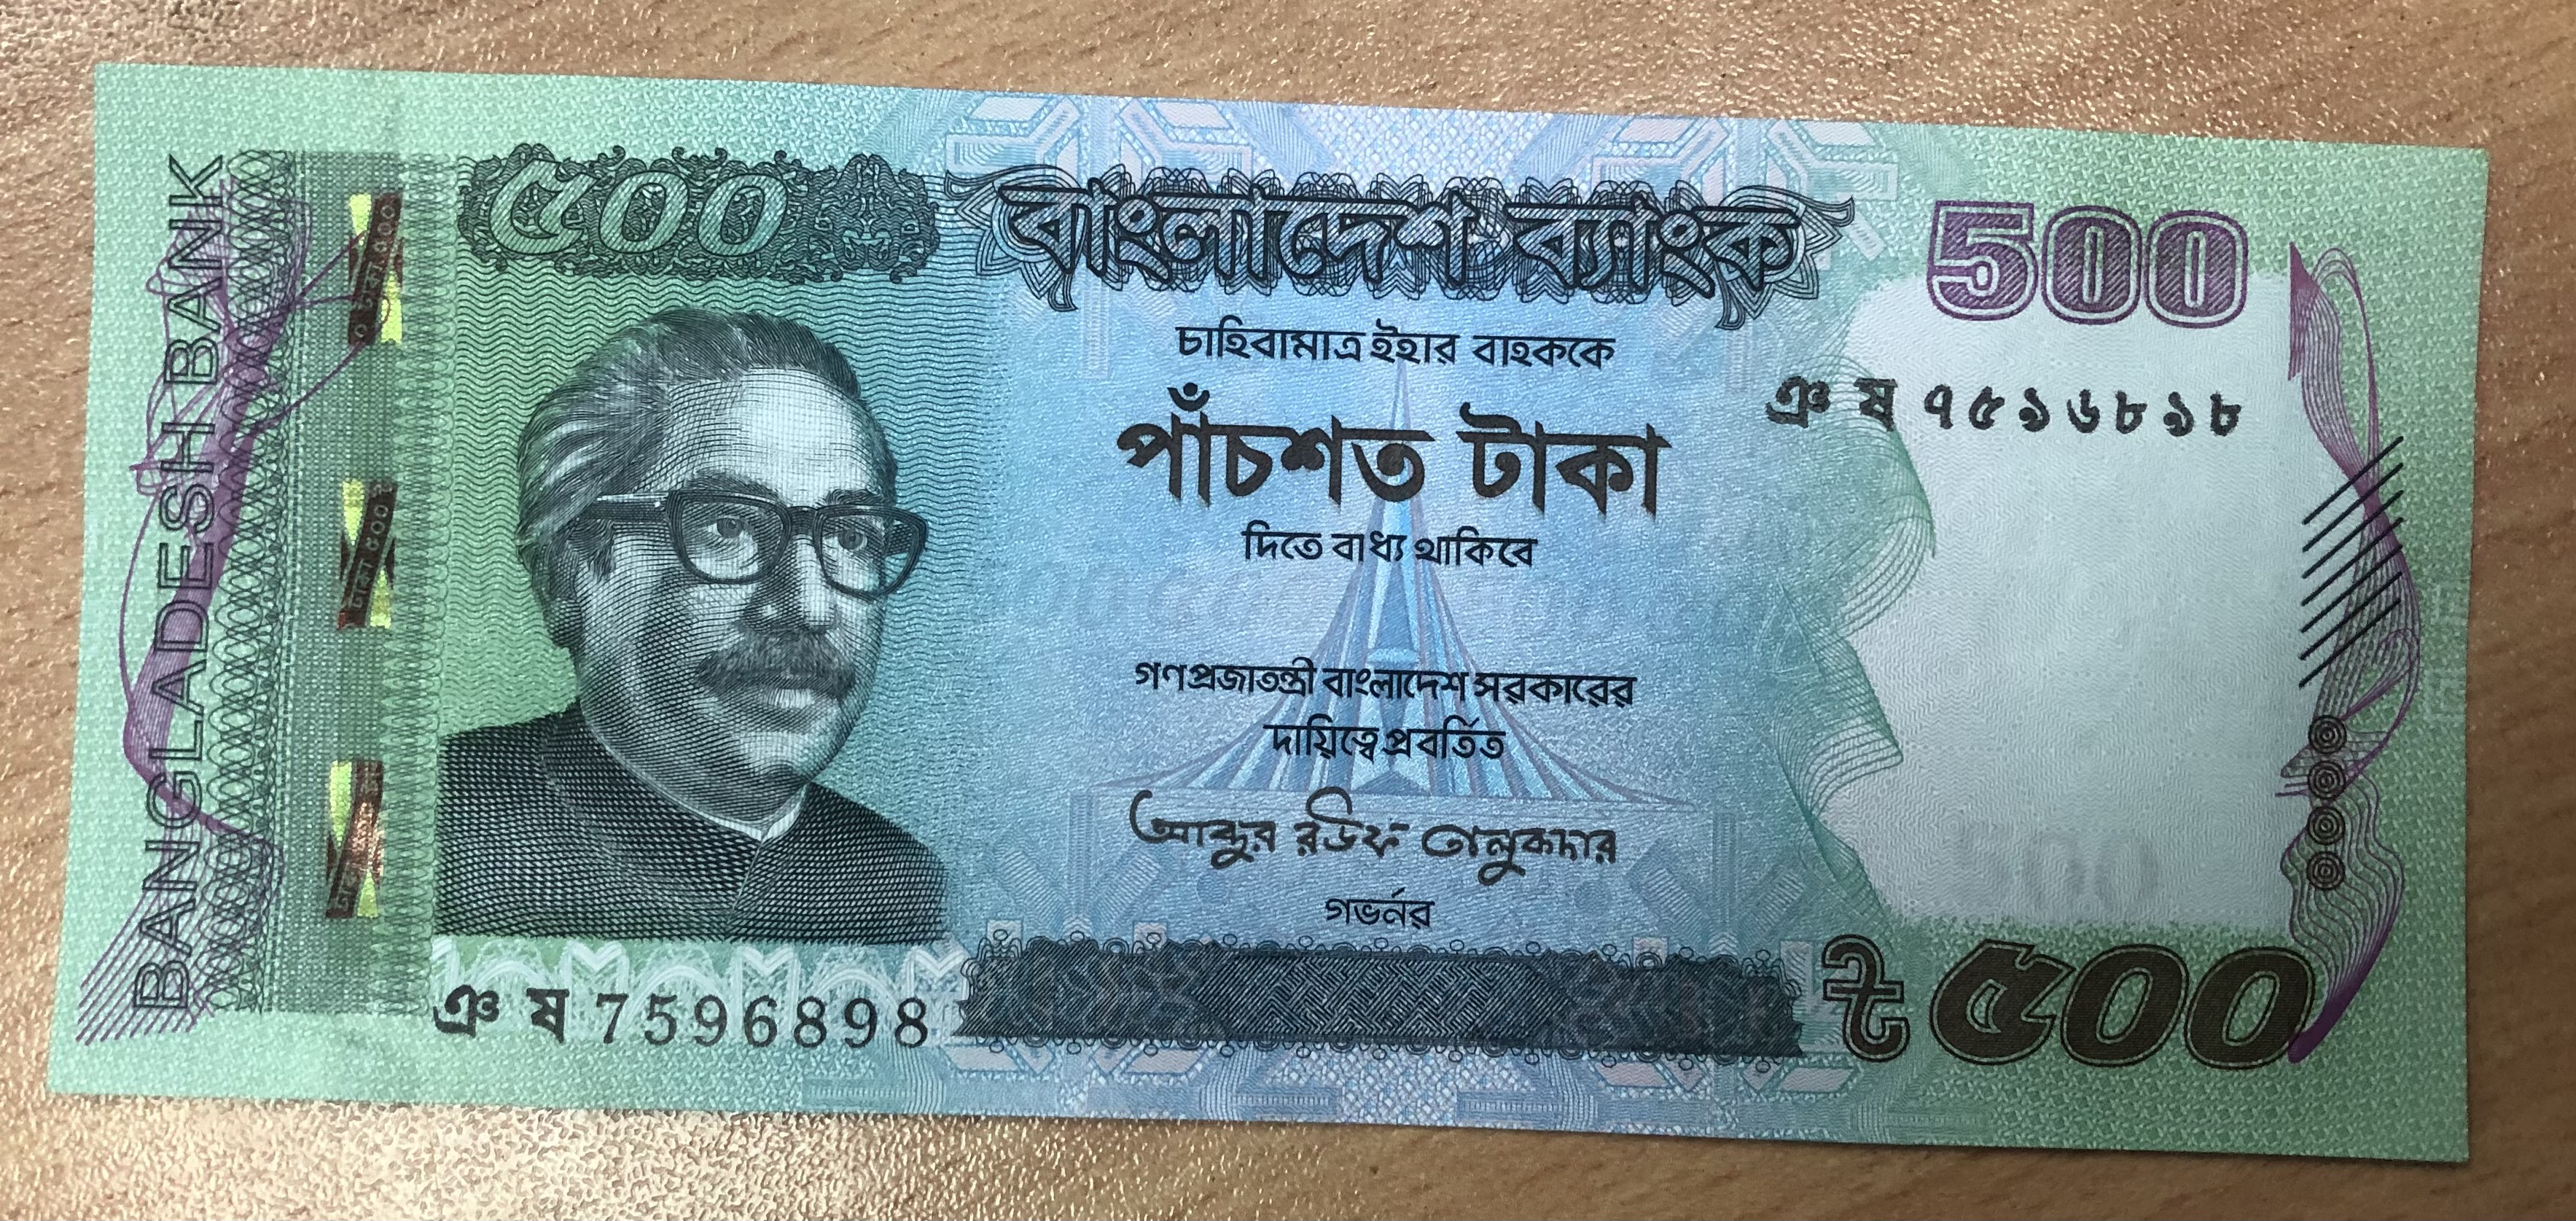 BANGLADESH BANK
৫০০
বাংলাদেশ ব্যাংক
500
চাহিবামাত্র ইহার বাহককে
ঞ ষ ৭৫৯৬৮৯৮
পাঁচশত টাকা
দিতে বাধ্য থাকিবে
গণপ্রজাতন্ত্রী বাংলাদেশ সরকারের
দায়িত্বে প্রবর্তিত
আব্দুর রউফ তালুকদার
গভর্নর
ঞ ষ 7596898
৳ ৫০০
টাকা ৫০০